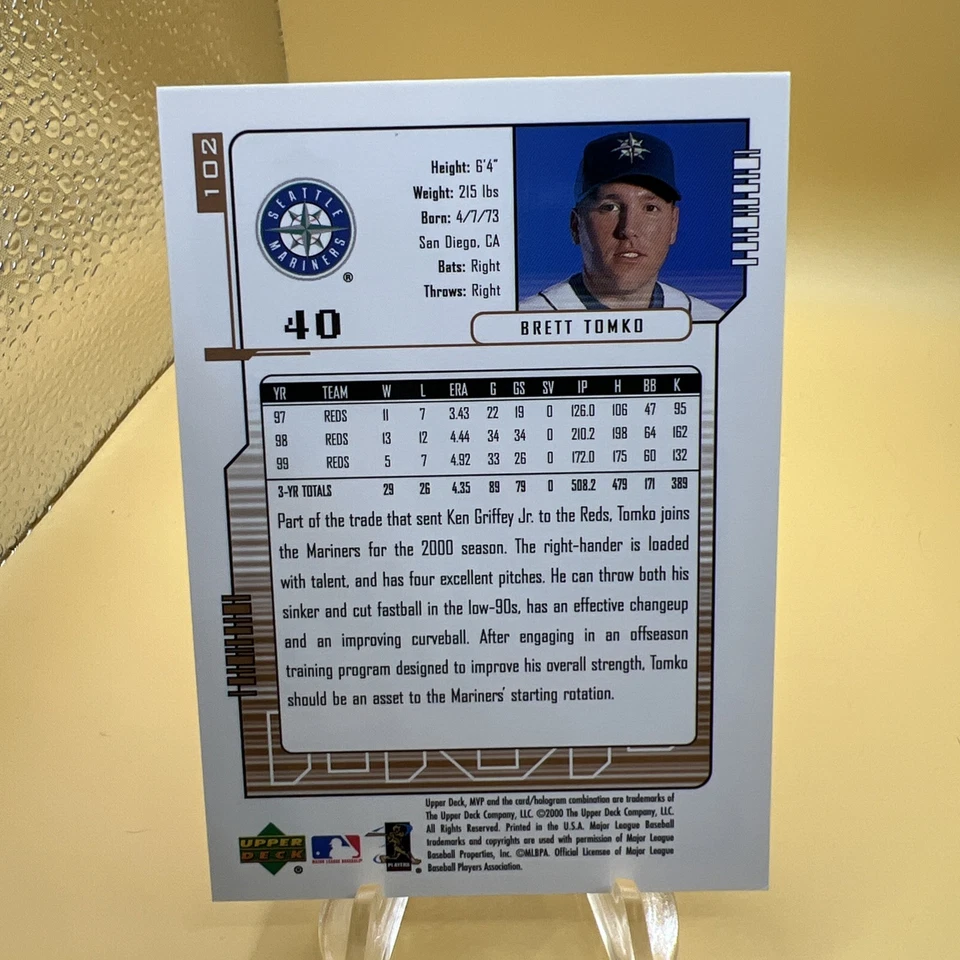 102
SEATTLE MARINERS ®
Height: 6'4"
Weight: 215 lbs
Born: 4/7/73
San Diego, CA
Bats: Right
Throws: Right
40
BRETT TOMKO
YR TEAM W L ERA G GS SV IP H BB K
97 REDS 11 7 3.43 22 19 0 126.0 106 47 95
98 REDS 13 12 4.44 34 34 0 210.2 198 64 162
99 REDS 5 7 4.92 33 26 0 172.0 175 60 132
3-YR TOTALS 29 26 4.35 89 79 0 508.2 479 171 389
Part of the trade that sent Ken Griffey Jr. to the Reds, Tomko joins
the Mariners for the 2000 season. The right-hander is loaded
with talent, and has four excellent pitches. He can throw both his
sinker and cut fastball in the low-90s, has an effective changeup
and an improving curveball. After engaging in an offseason
training program designed to improve his overall strength, Tomko
should be an asset to the Mariners' starting rotation.
Upper Deck, MVP and the card/hologram combination are trademarks of
The Upper Deck Company, LLC. ©2000 The Upper Deck Company, LLC.
All Rights Reserved. Printed in the U.S.A. Major League Baseball
trademarks and copyrights are used with permission of Major League
Baseball Properties, Inc. ©MLBPA. Official Licensee of Major League
Baseball Players Association.
UPPER
DECK ®
MAJOR LEAGUE BASEBALL
PLAYERS